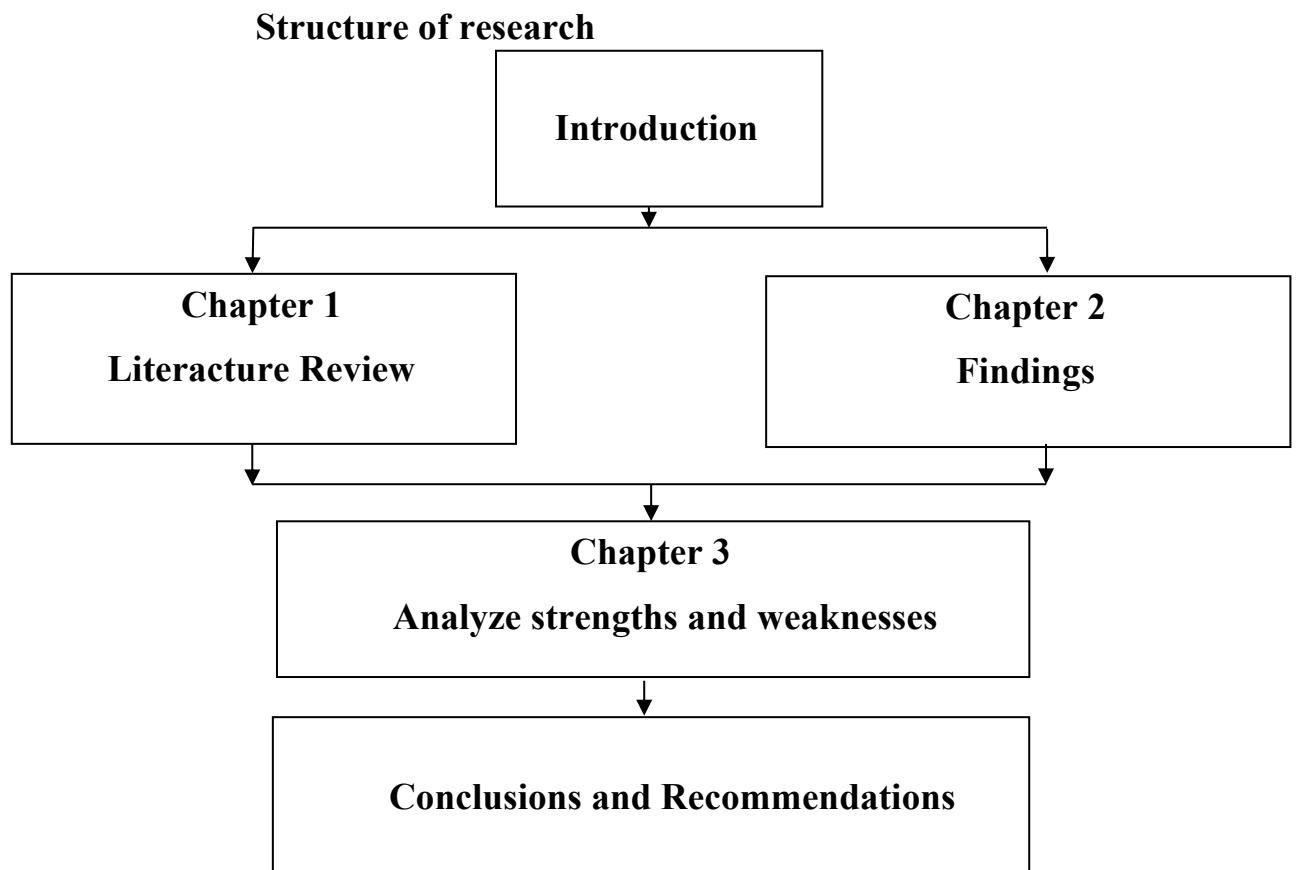 Structure of research
Introduction
Chapter 1
Literacture Review
Chapter 2
Findings
Chapter 3
Analyze strengths and weaknesses
Conclusions and Recommendations